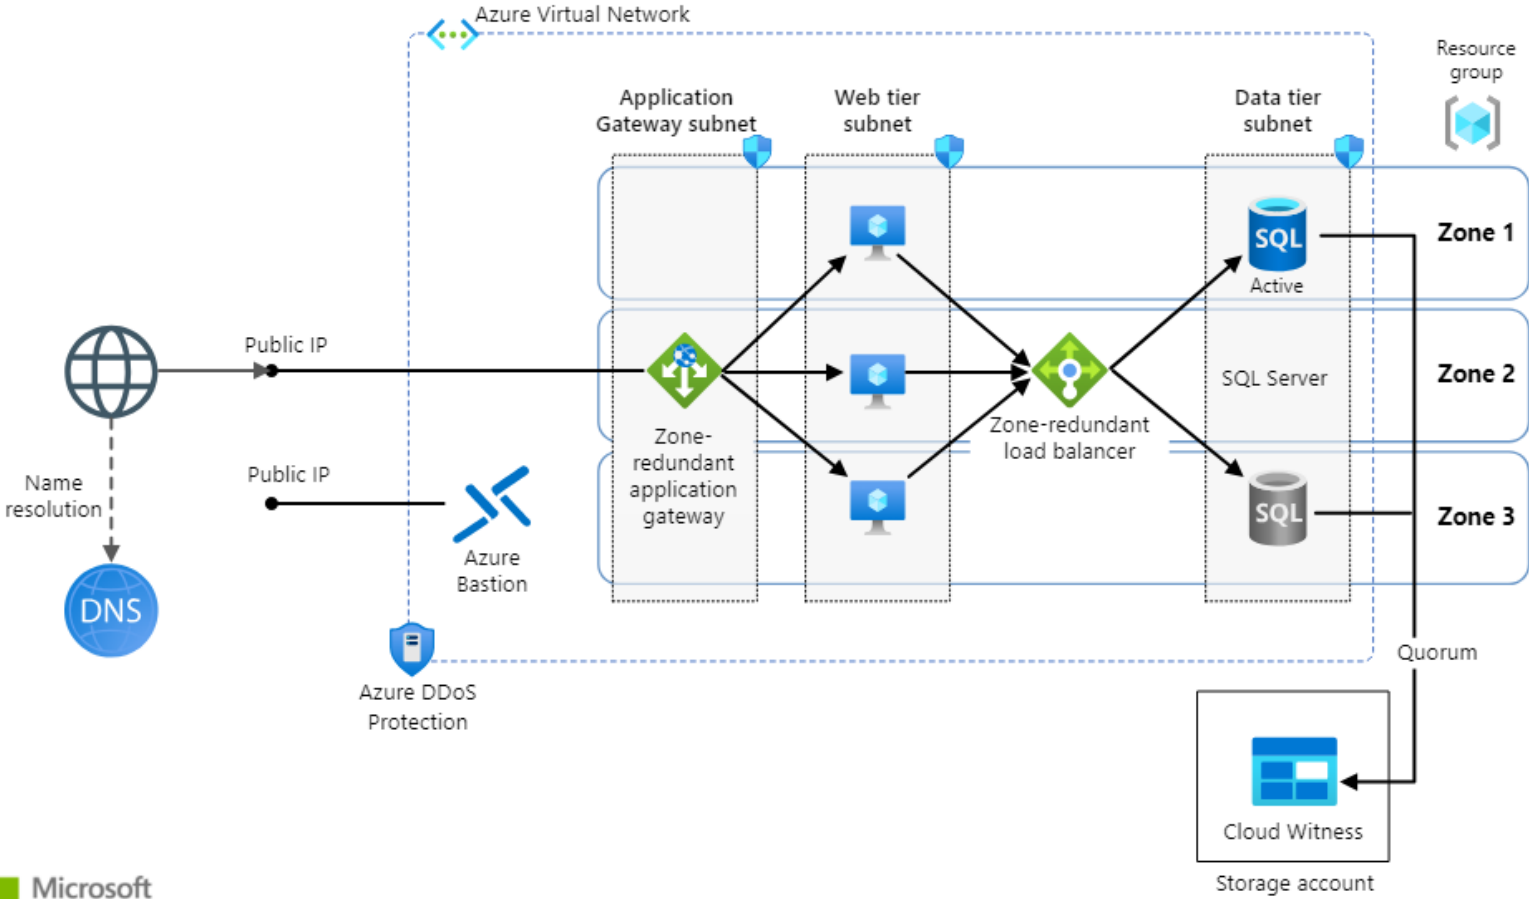 Azure Virtual Network
Resource
group
Application
Gateway subnet
Web tier
subnet
Data tier
subnet
Zone 1
SQL
Active
Public IP
Zone 2
SQL Server
Zone-redundant
load balancer
Zone-
redundant
application
gateway
Public IP
Name
resolution
Zone 3
SQL
Azure
Bastion
DNS
Quorum
Azure DDoS
Protection
Cloud Witness
Storage account
Microsoft